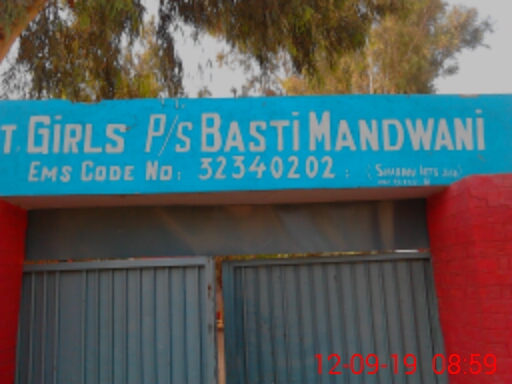 T GIRLS P/S BASTI MANDWANI
EMS CODE NO: 32340202
12-09-19 08:59